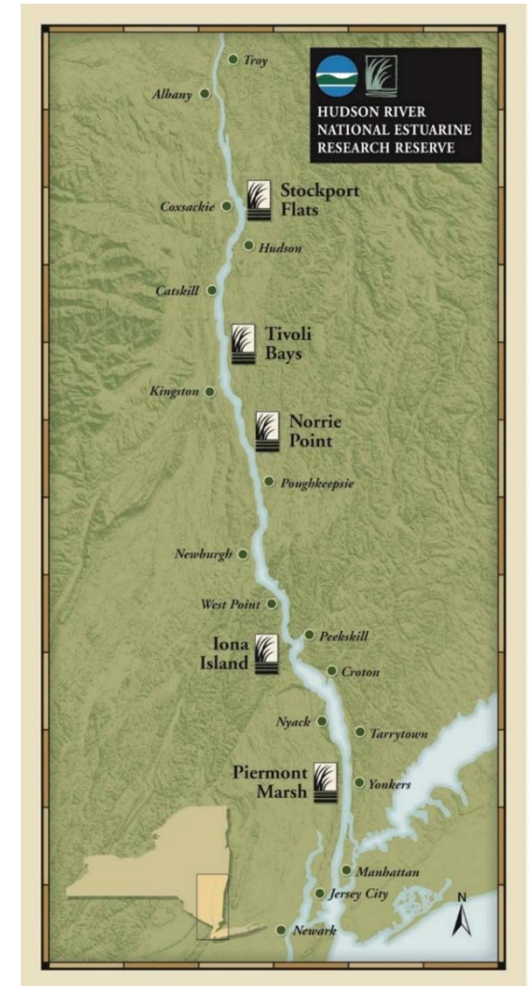 Troy
Albany
HUDSON RIVER
NATIONAL ESTUARINE
RESEARCH RESERVE
Stockport
Flats
Coxsackie
Hudson
Catskill
Tivoli
Bays
Kingston
Norrie
Point
Poughkeepsie
Newburgh
West Point
Peekskill
Iona
Island
Croton
Nyack
Tarrytown
Piermont
Marsh
Yonkers
Manhattan
Jersey City
N
Newark